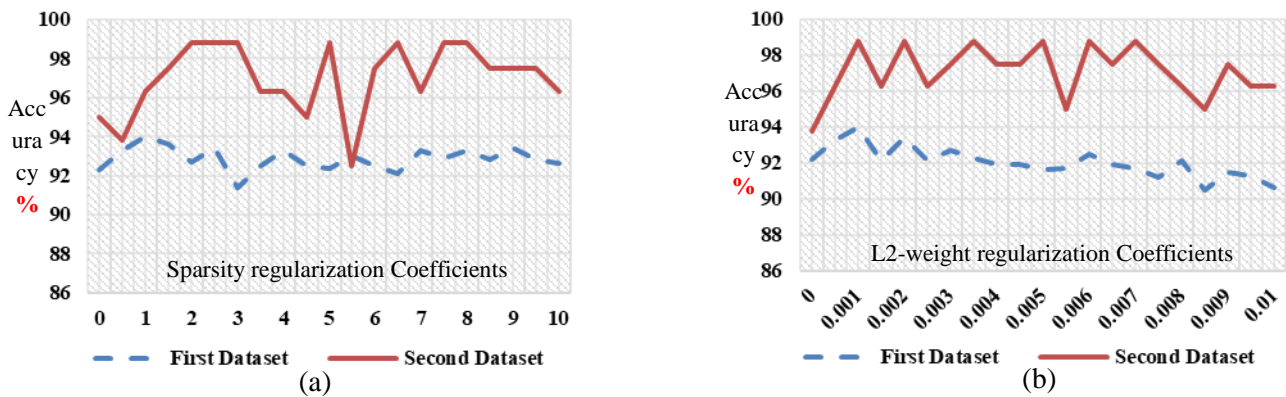 100
98
96
94
92
90
88
86
Acc
ura
cy
%
Sparsity regularization Coefficients
0 1 2 3 4 5 6 7 8 9 10
First Dataset Second Dataset
(a)
100
98
96
94
92
90
88
86
Acc
ura
cy
%
L2-weight regularization Coefficients
0 0.001 0.002 0.003 0.004 0.005 0.006 0.007 0.008 0.009 0.01
First Dataset Second Dataset
(b)